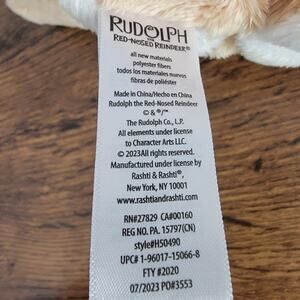 RUDOLPH
THE
RED-NOSED REINDEER®
all new materials
polyester fibers
todos los materiales nuevos
fibras de poliéster
Made in China/Hecho en China
Rudolph the Red-Nosed Reindeer
© & ®/™
The Rudolph Co., L.P.
All elements under license
to Character Arts LLC.
© 2023All rights reserved.
Manufactured under license by
Rashti & Rashti®,
New York, NY 10001
www.rashtiandrashti.com
RN#27829 CA#00160
REG NO. PA. 15797(CN)
style#H50490
UPC# 1-96017-15066-8
FTY #2020
07/2023 PO#3553